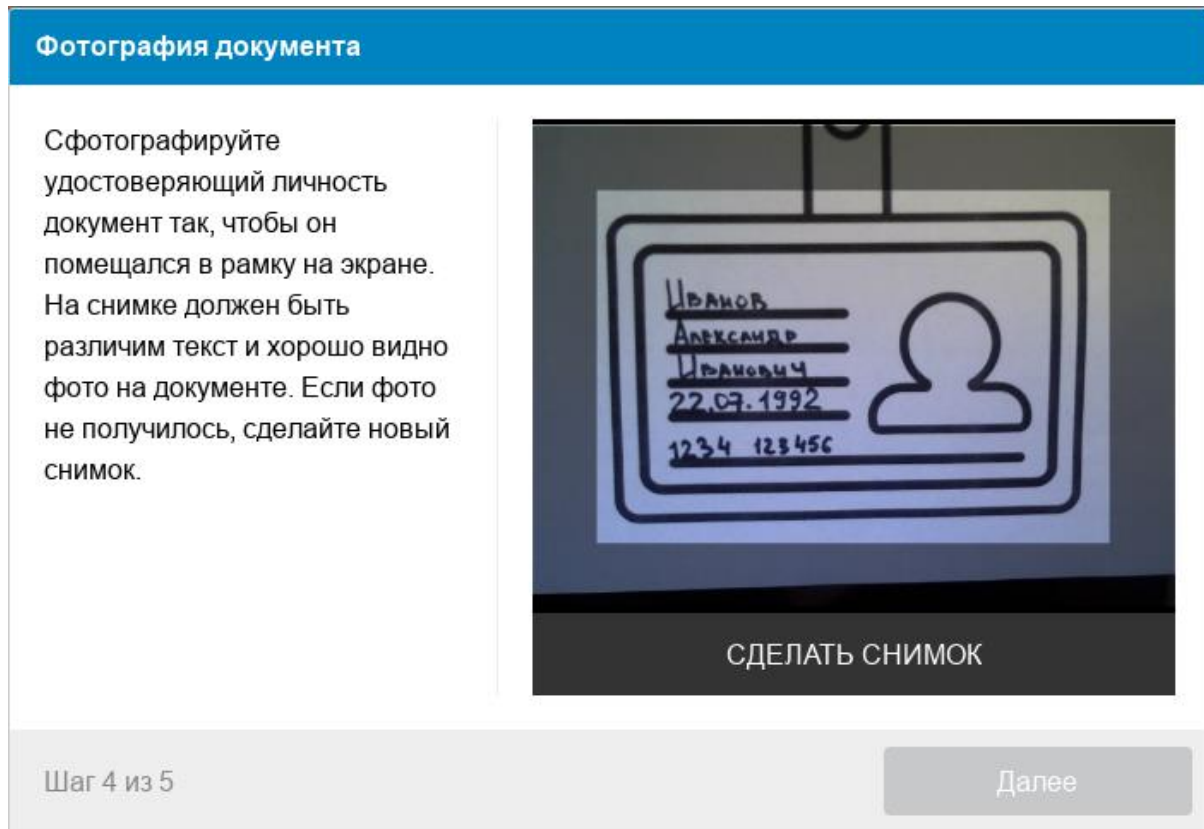 Фотография документа
Сфотографируйте
удостоверяющий личность
документ так, чтобы он
помещался в рамку на экране.
На снимке должен быть
различим текст и хорошо видно
фото на документе. Если фото
не получилось, сделайте новый
снимок.
Иванов
Александр
Иванович
22.07.1992
1234 123456
СДЕЛАТЬ СНИМОК
Шаг 4 из 5
Далее